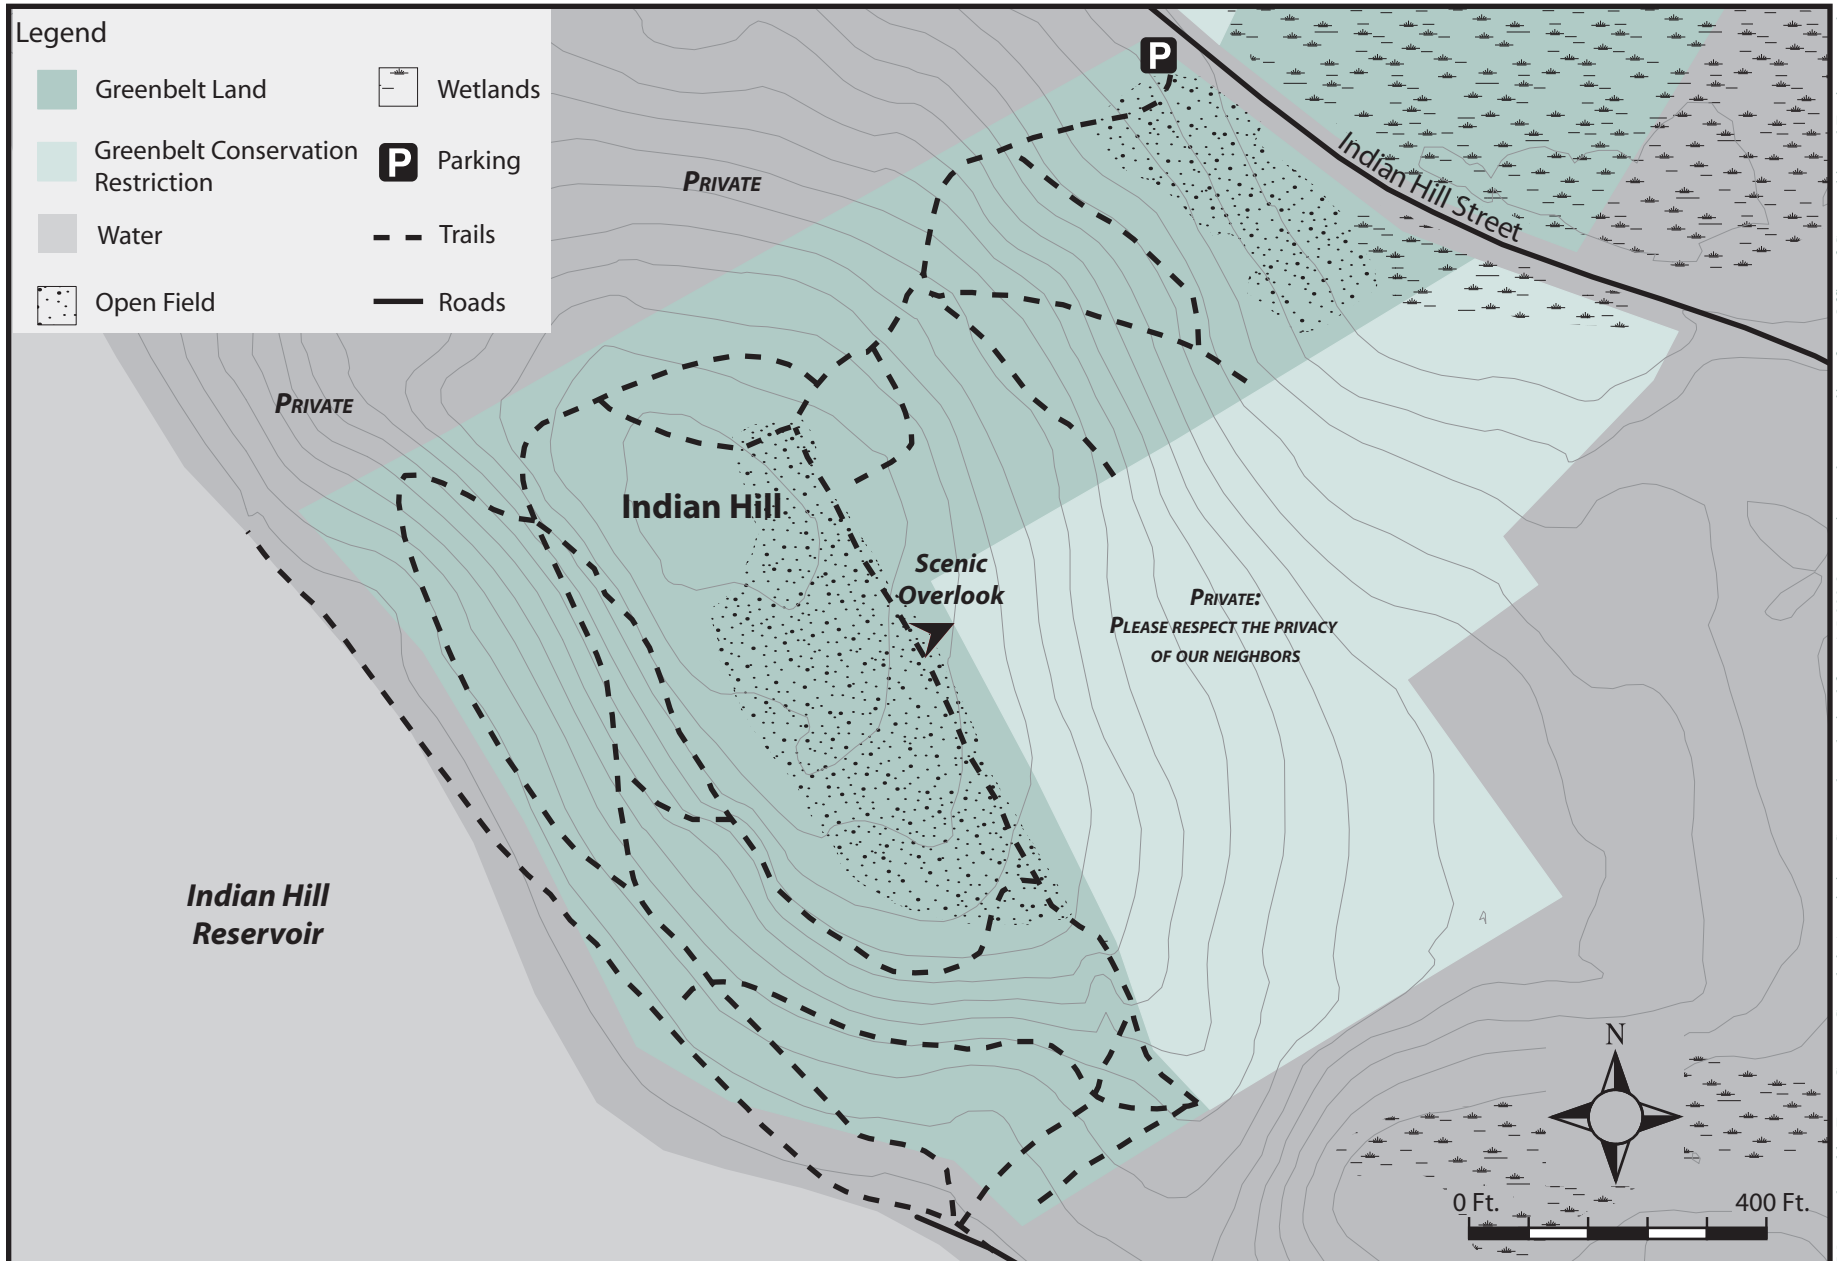 Legend
Greenbelt Land
Wetlands
Greenbelt Conservation
Restriction
P
Parking
Water
Trails
Open Field
Roads
P
Indian Hill Street
PRIVATE
PRIVATE
Indian Hill
Scenic
Overlook
PRIVATE:
PLEASE RESPECT THE PRIVACY
OF OUR NEIGHBORS
Indian Hill
Reservoir
N
0 Ft.
400 Ft.